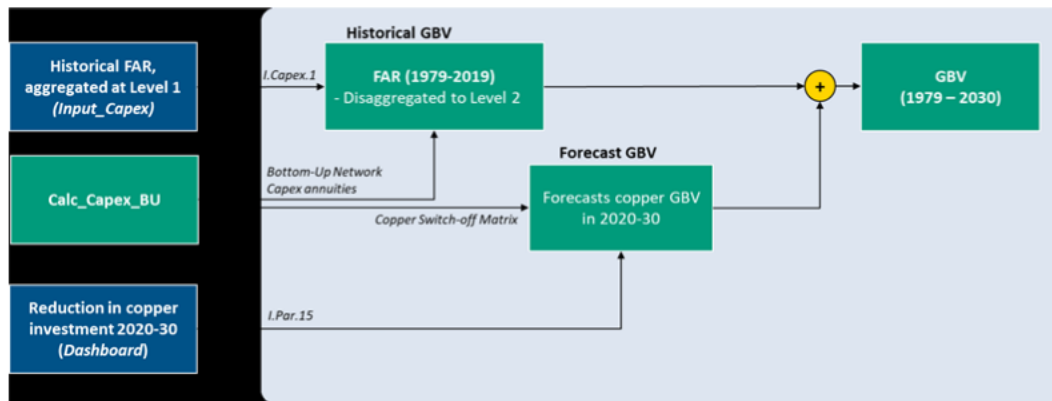 Historical GBV
Historical FAR,
aggregated at Level 1
(Input_Capex)
I.Capex.1
FAR (1979-2019)
- Disaggregated to Level 2
+
GBV
(1979 – 2030)
Calc_Capex_BU
Bottom-Up Network
Capex annuities
Copper Switch-off Matrix
Forecast GBV
Forecasts copper GBV
in 2020-30
Reduction in copper
investment 2020-30
(Dashboard)
I.Par.15